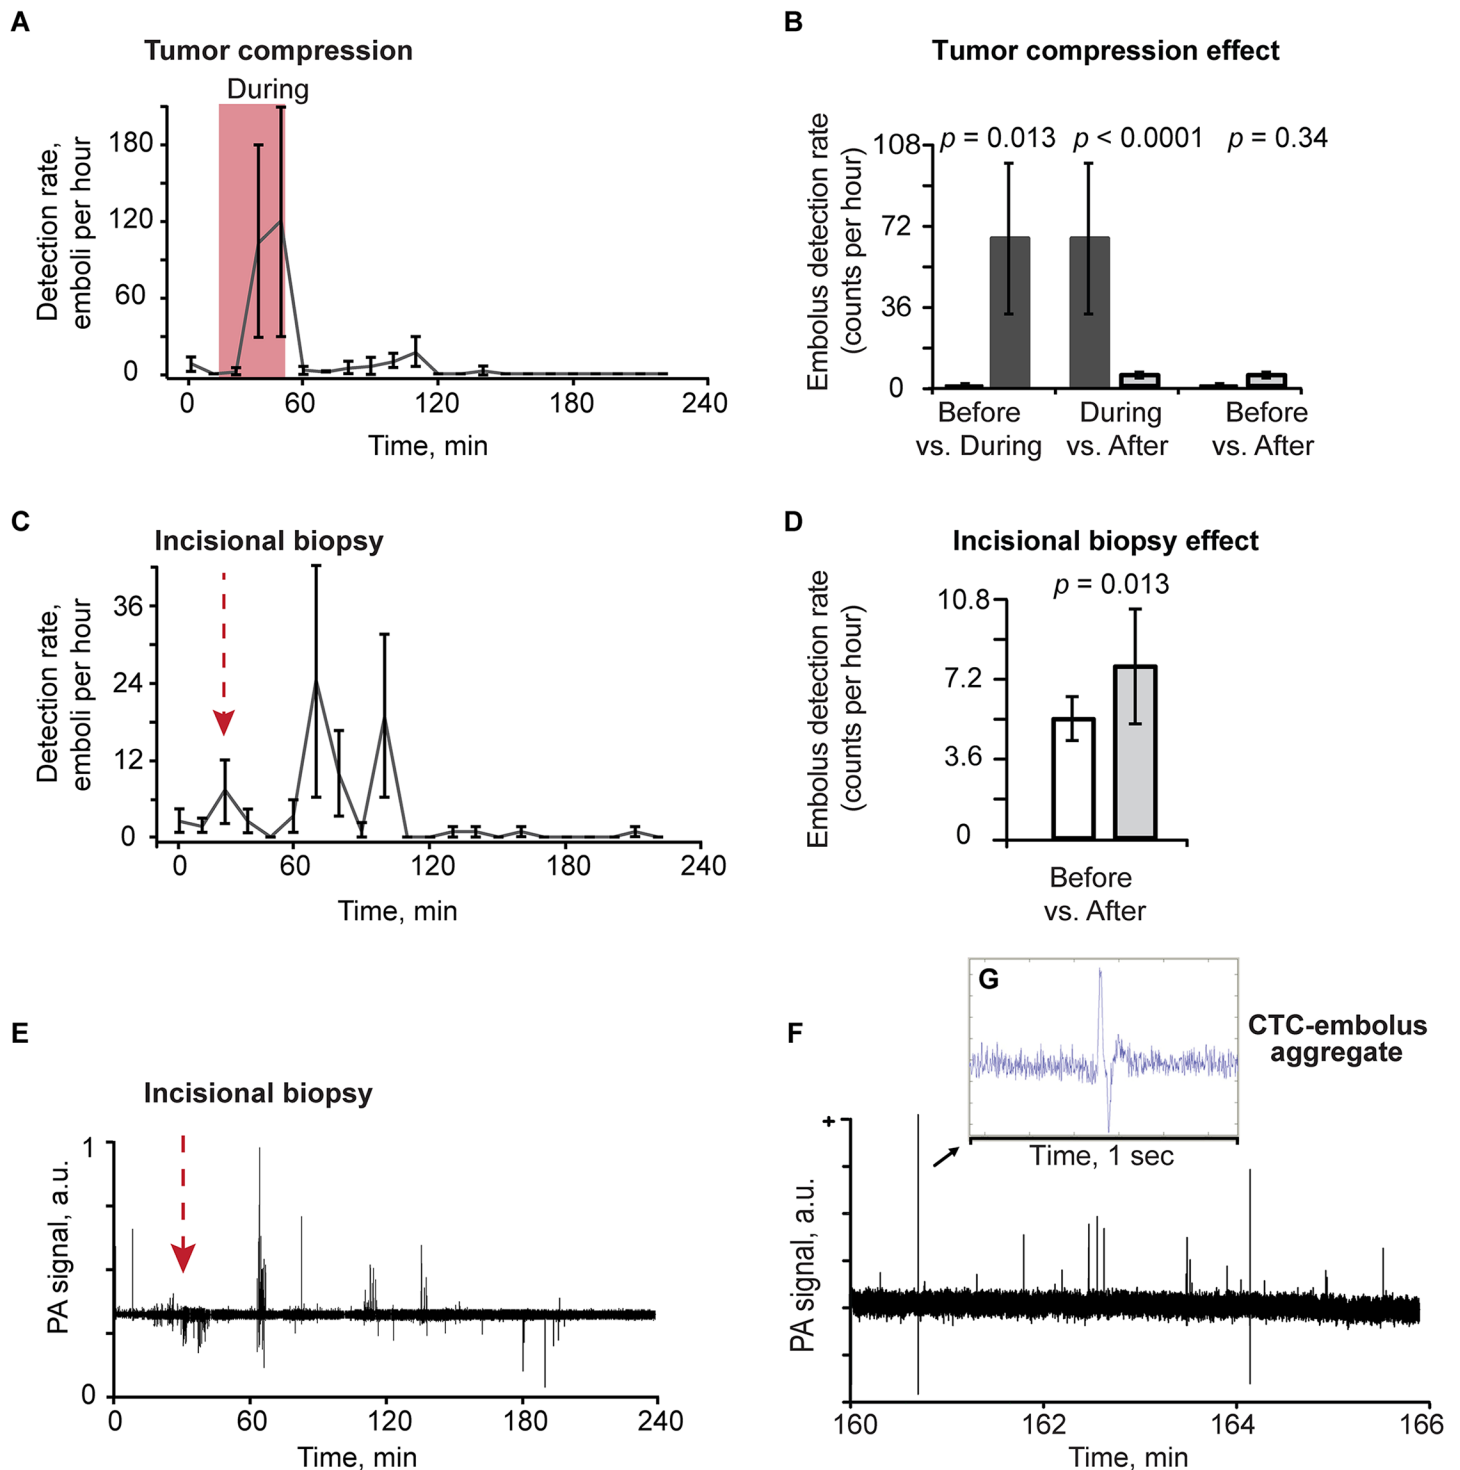 A
Tumor compression
During
Detection rate,
emboli per hour
180
120
60
0
0 60 120 180 240
Time, min
B
Tumor compression effect
p = 0.013 p < 0.0001 p = 0.34
Embolus detection rate
(counts per hour)
108
72
36
0
Before
vs. During
During
vs. After
Before
vs. After
C
Incisional biopsy
Detection rate,
emboli per hour
36
24
12
0
0 60 120 180 240
Time, min
D
Incisional biopsy effect
p = 0.013
Embolus detection rate
(counts per hour)
10.8
7.2
3.6
0
Before
vs. After
E
Incisional biopsy
PA signal, a.u.
1
0
0 60 120 180 240
Time, min
F
G
CTC-embolus
aggregate
Time, 1 sec
+
PA signal, a.u.
160 162 164 166
Time, min